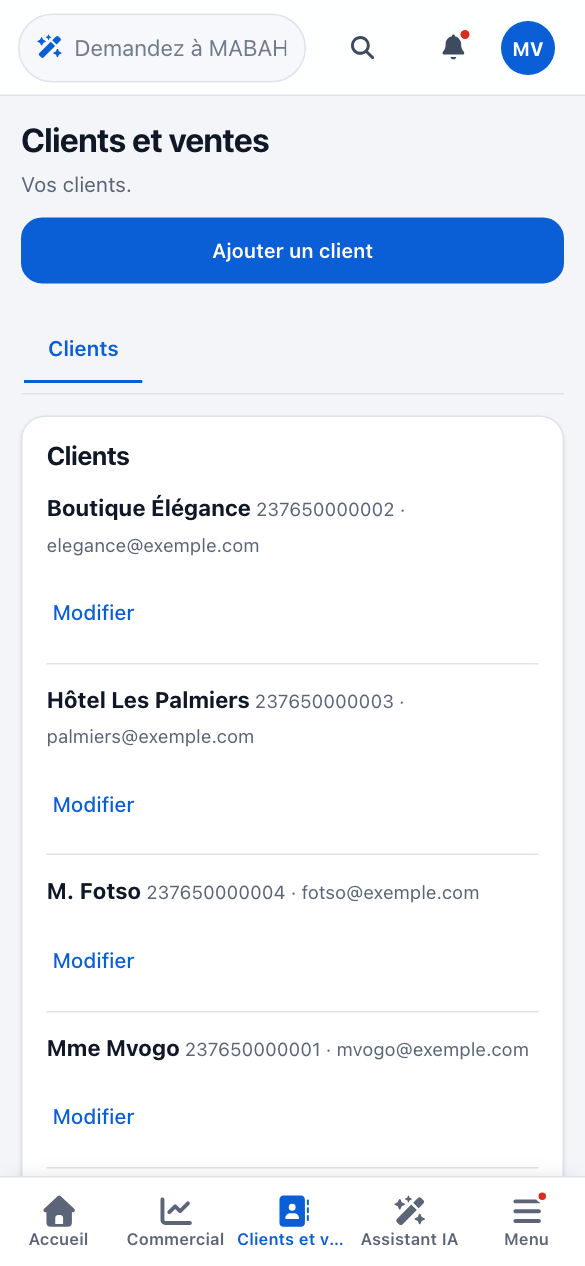 Demandez à MABAH
MV
Clients et ventes
Vos clients.
Ajouter un client
Clients
Clients
Boutique Élégance 237650000002 ·
elegance@exemple.com
Modifier
Hôtel Les Palmiers 237650000003 ·
palmiers@exemple.com
Modifier
M. Fotso 237650000004 · fotso@exemple.com
Modifier
Mme Mvogo 237650000001 · mvogo@exemple.com
Modifier
Accueil
Commercial
Clients et v...
Assistant IA
Menu